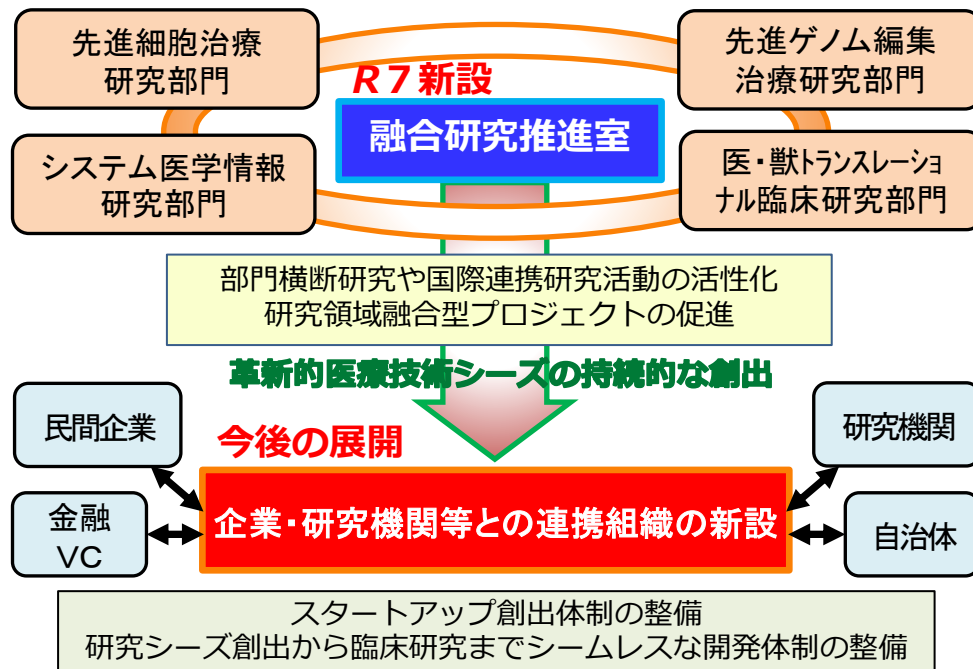 先進細胞治療
研究部門
先進ゲノム編集
治療研究部門
R７新設
融合研究推進室
システム医学情報
研究部門
医・獣トランスレーショ
ナル臨床研究部門
部門横断研究や国際連携研究活動の活性化
研究領域融合型プロジェクトの促進
革新的医療技術シーズの持続的な創出
民間企業
研究機関
今後の展開
企業・研究機関等との連携組織の新設
金融
ＶＣ
自治体
スタートアップ創出体制の整備
研究シーズ創出から臨床研究までシームレスな開発体制の整備